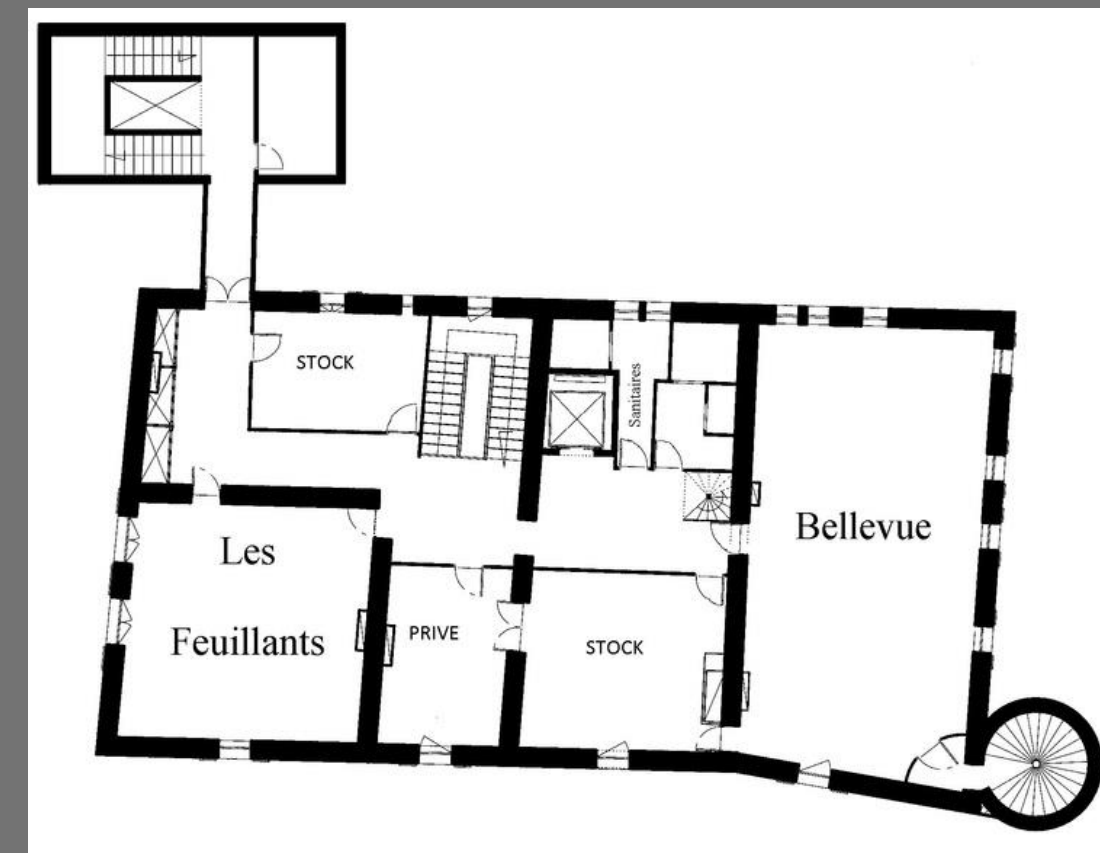 STOCK
Sanitaires
Les
Feuillants
Bellevue
PRIVE
STOCK